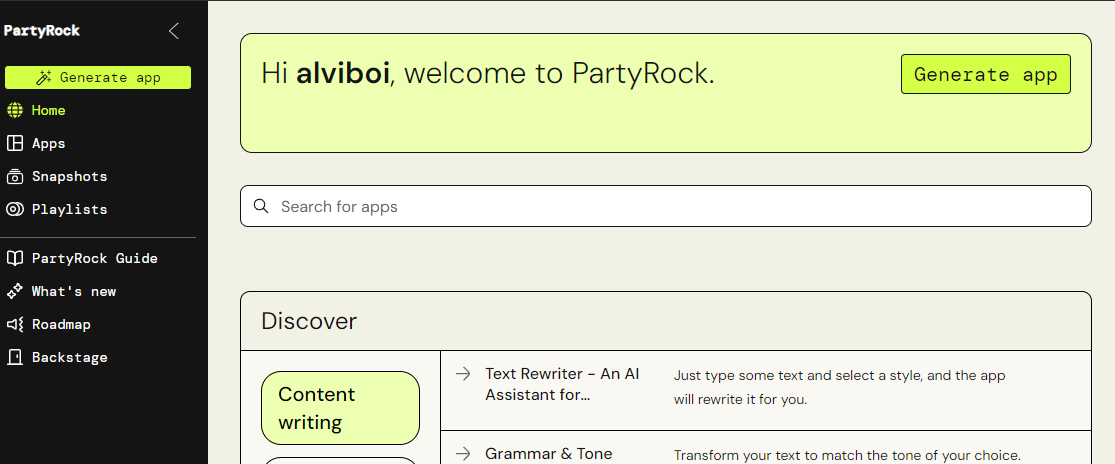 PartyRock
Generate app
Home
Apps
Snapshots
Playlists
PartyRock Guide
What's new
Roadmap
Backstage
Hi alviboi, welcome to PartyRock.
Generate app
Search for apps
Discover
Content
writing
Text Rewriter - An AI
Assistant for...
Just type some text and select a style, and the app
will rewrite it for you.
Grammar & Tone
Transform your text to match the tone of your choice.